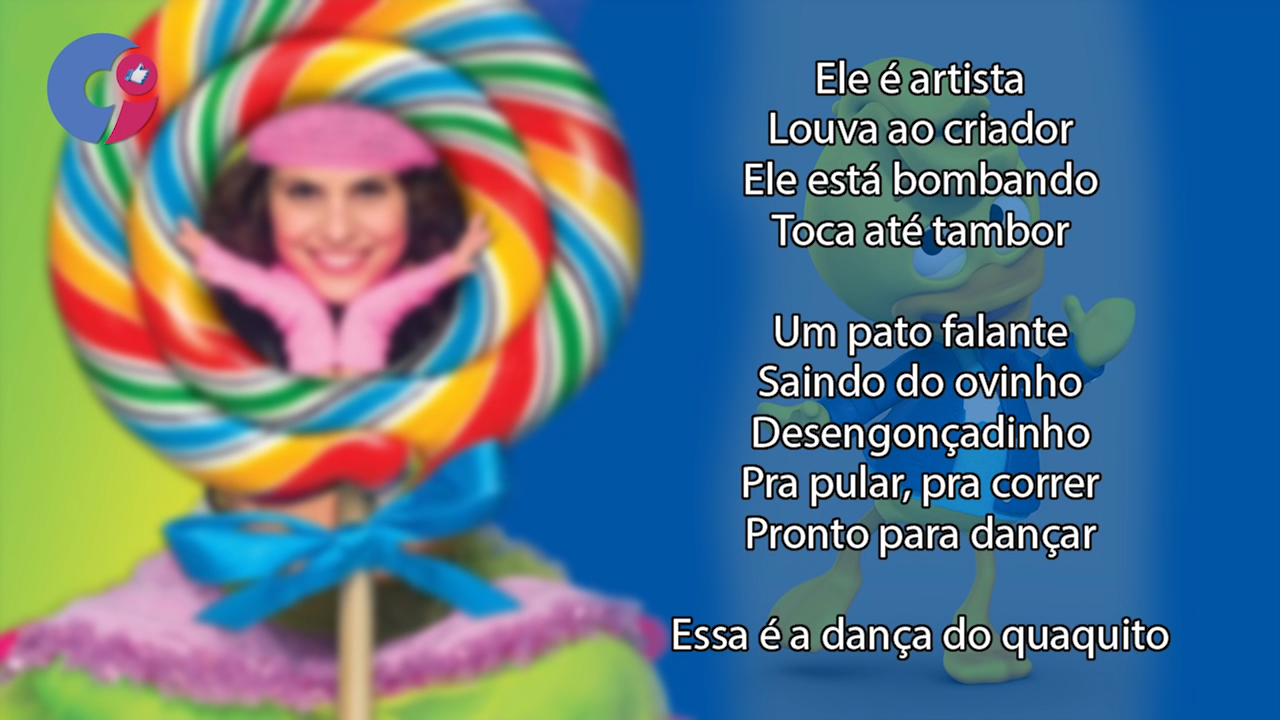 Ele é artista
Louva ao criador
Ele está bombando
Toca até tambor
Um pato falante
Saindo do ovinho
Desengonçadinho
Pra pular, pra correr
Pronto para dançar
Essa é a dança do quaquito